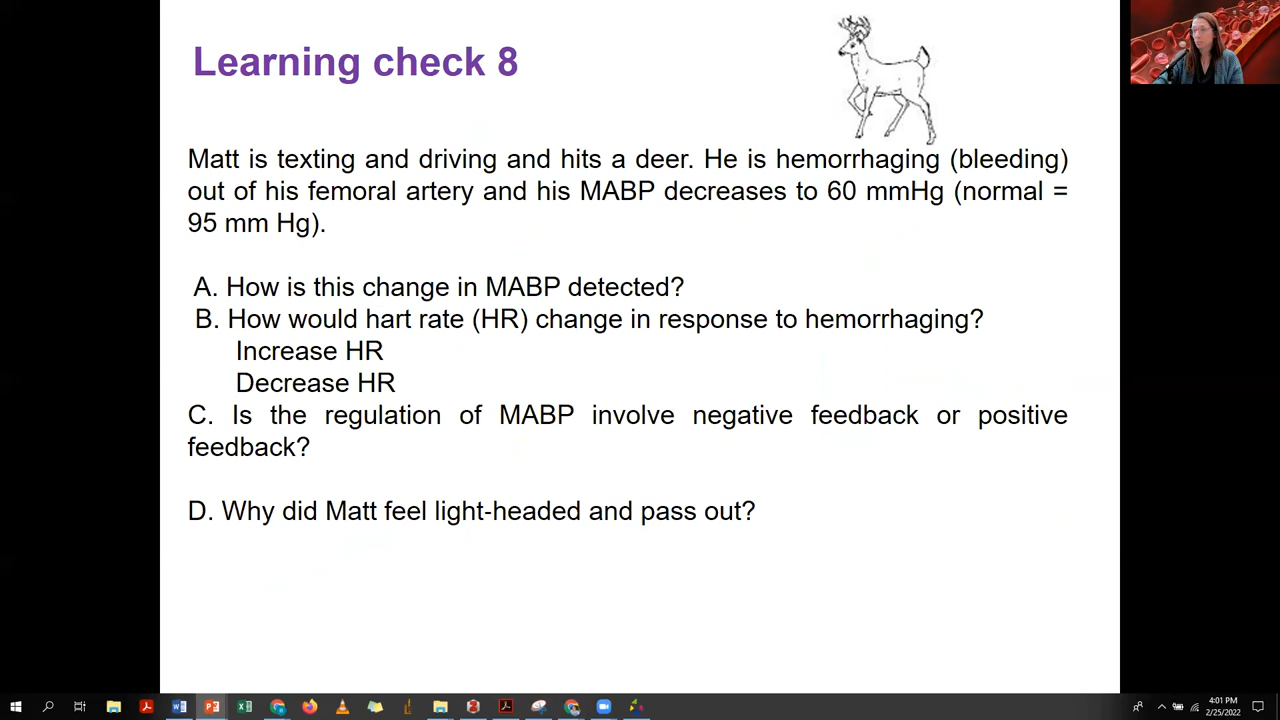 Learning check 8
Matt is texting and driving and hits a deer. He is hemorrhaging (bleeding)
out of his femoral artery and his MABP decreases to 60 mmHg (normal =
95 mm Hg).
A. How is this change in MABP detected?
B. How would hart rate (HR) change in response to hemorrhaging?
Increase HR
Decrease HR
C. Is the regulation of MABP involve negative feedback or positive
feedback?
D. Why did Matt feel light-headed and pass out?
4:01 PM
2/25/2022